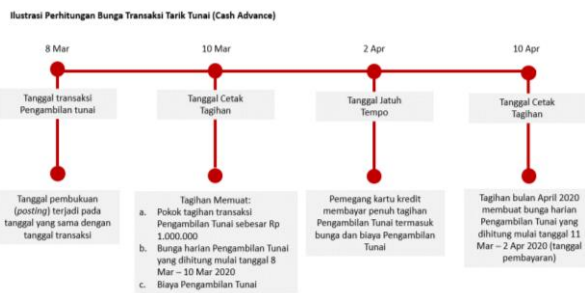 Ilustrasi Perhitungan Bunga Transaksi Tarik Tunai (Cash Advance)
8 Mar
10 Mar
2 Apr
10 Apr
Tanggal transaksi
Pengambilan tunai
Tanggal Cetak
Tagihan
Tanggal Jatuh
Tempo
Tanggal Cetak
Tagihan
Tanggal pembukuan
(posting) terjadi pada
tanggal yang sama dengan
tanggal transaksi
Tagihan Memuat:
a. Pokok tagihan transaksi
Pengambilan Tunai sebesar Rp
1.000.000
b. Bunga harian Pengambilan Tunai
yang dihitung mulai tanggal 8
Mar – 10 Mar 2020
c. Biaya Pengambilan Tunai
Pemegang kartu kredit
membayar penuh tagihan
Pengambilan Tunai termasuk
bunga dan biaya Pengambilan
Tunai
Tagihan bulan April 2020
membuat bunga harian
Pengambilan Tunai yang
dihitung mulai tanggal 11
Mar – 2 Apr 2020 (tanggal
pembayaran)